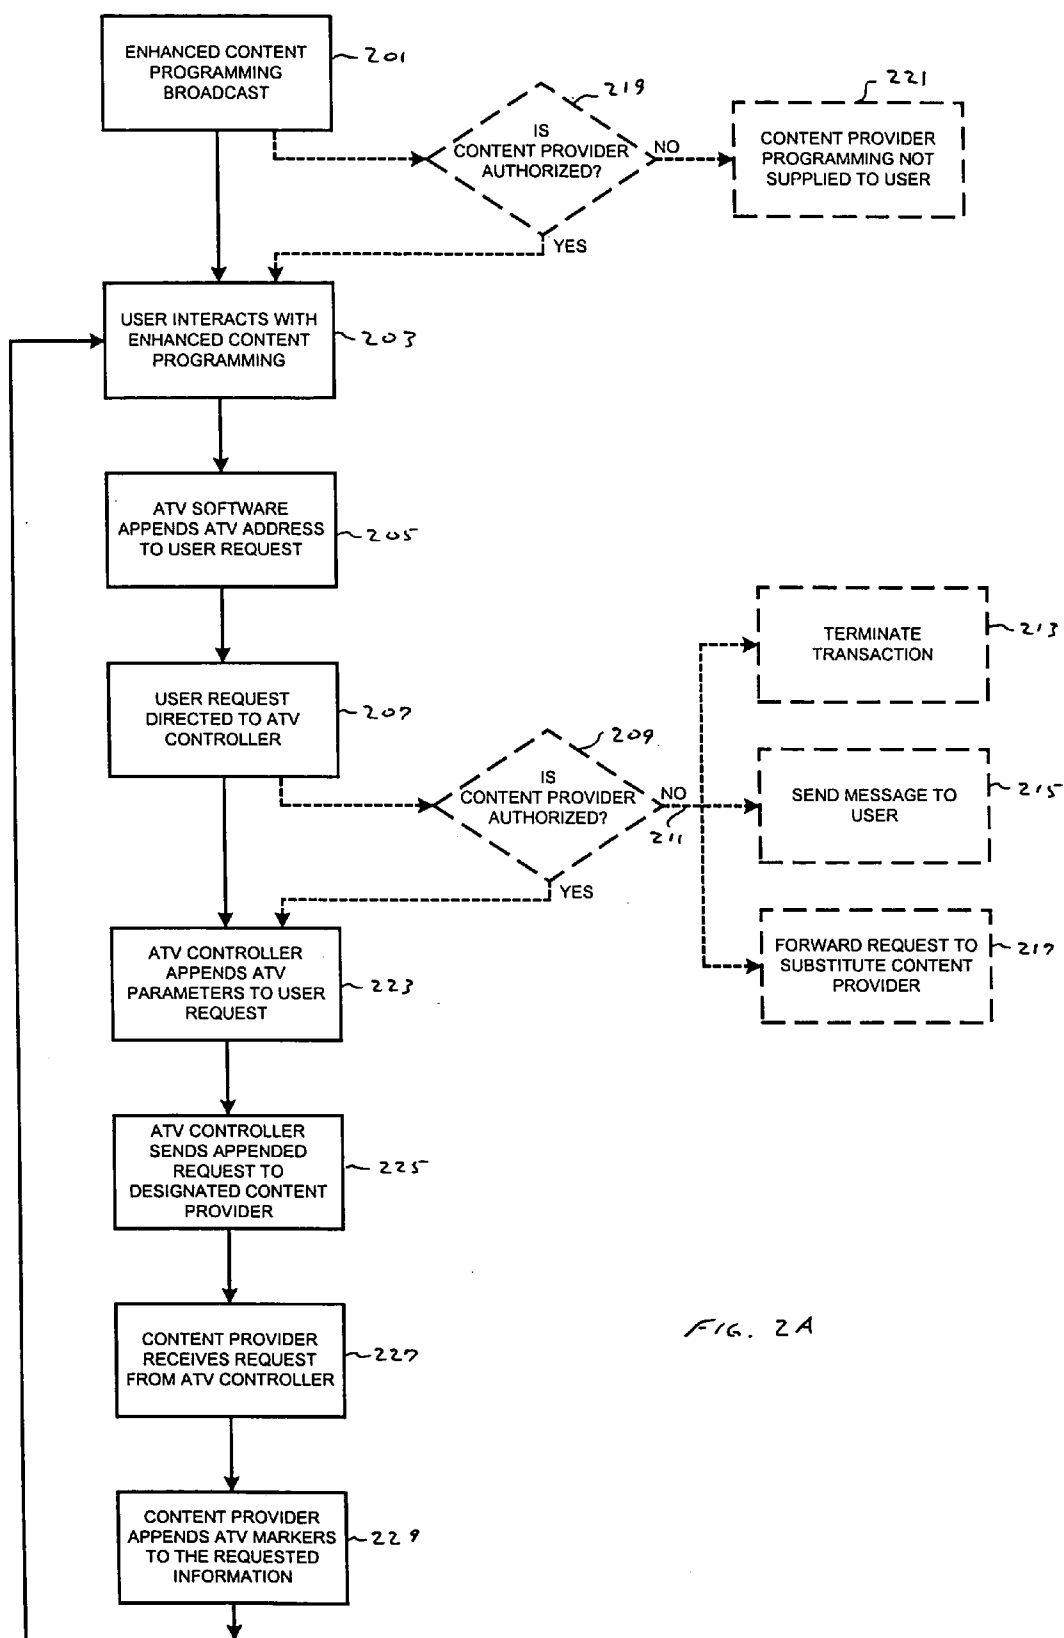 ENHANCED CONTENT
PROGRAMMING
BROADCAST
201
IS
CONTENT PROVIDER
AUTHORIZED?
219
NO
YES
CONTENT PROVIDER
PROGRAMMING NOT
SUPPLIED TO USER
221
USER INTERACTS WITH
ENHANCED CONTENT
PROGRAMMING
203
ATV SOFTWARE
APPENDS ATV ADDRESS
TO USER REQUEST
205
USER REQUEST
DIRECTED TO ATV
CONTROLLER
207
IS
CONTENT PROVIDER
AUTHORIZED?
209
NO
211
YES
TERMINATE
TRANSACTION
213
SEND MESSAGE TO
USER
215
FORWARD REQUEST TO
SUBSTITUTE CONTENT
PROVIDER
217
ATV CONTROLLER
APPENDS ATV
PARAMETERS TO USER
REQUEST
223
ATV CONTROLLER
SENDS APPENDED
REQUEST TO
DESIGNATED CONTENT
PROVIDER
225
CONTENT PROVIDER
RECEIVES REQUEST
FROM ATV CONTROLLER
227
CONTENT PROVIDER
APPENDS ATV MARKERS
TO THE REQUESTED
INFORMATION
229
FIG. 2A